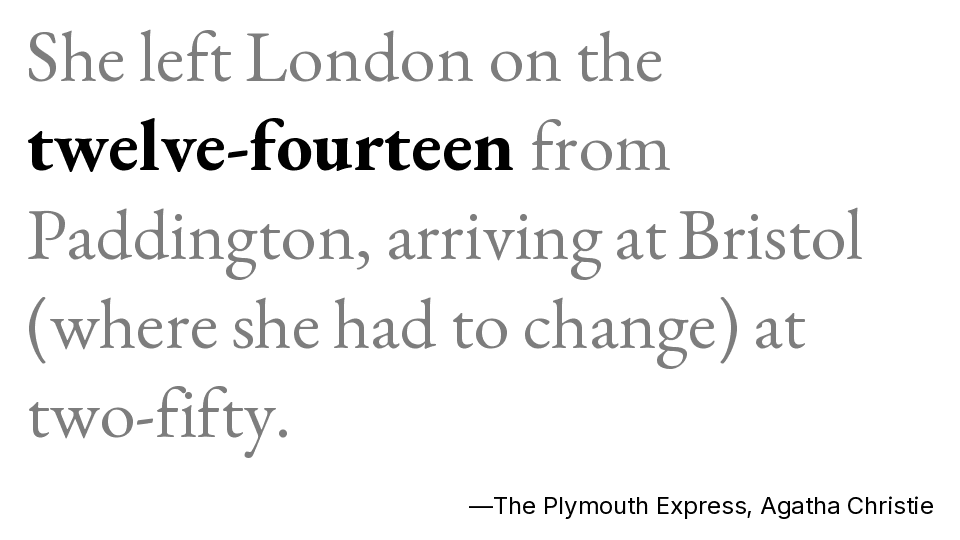 She left London on the
twelve-fourteen from
Paddington, arriving at Bristol
(where she had to change) at
two-fifty.
—The Plymouth Express, Agatha Christie